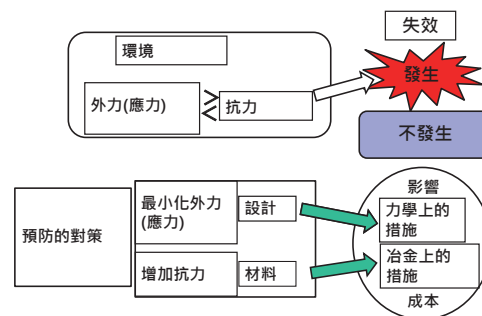 失效
環境
發生
外力(應力)
>
<
抗力
不發生
預防的對策
最小化外力
(應力)
設計
增加抗力
材料
影響
力學上的
措施
冶金上的
措施
成本